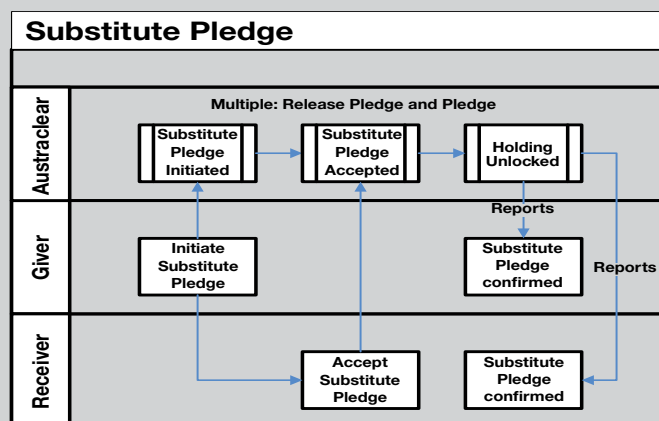 Substitute Pledge
Austraclear
Multiple: Release Pledge and Pledge
Substitute
Pledge
Initiated
Substitute
Pledge
Accepted
Holding
Unlocked
Reports
Giver
Initiate
Substitute
Pledge
Substitute
Pledge
confirmed
Reports
Receiver
Accept
Substitute
Pledge
Substitute
Pledge
confirmed